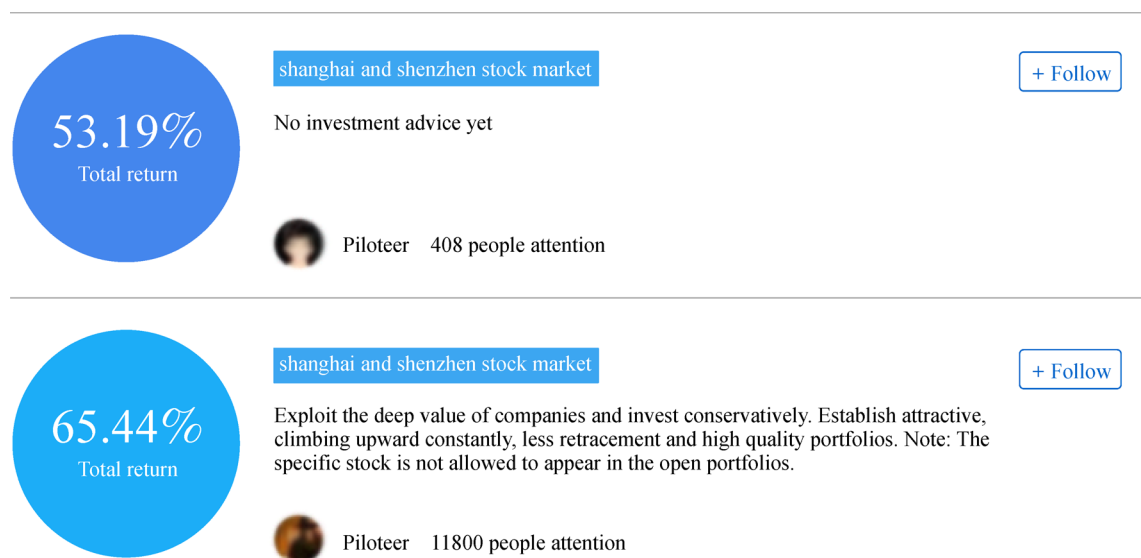 53.19%
Total return
shanghai and shenzhen stock market
+ Follow
No investment advice yet
Piloteer 408 people attention
65.44%
Total return
shanghai and shenzhen stock market
+ Follow
Exploit the deep value of companies and invest conservatively. Establish attractive,
climbing upward constantly, less retracement and high quality portfolios. Note: The
specific stock is not allowed to appear in the open portfolios.
Piloteer 11800 people attention